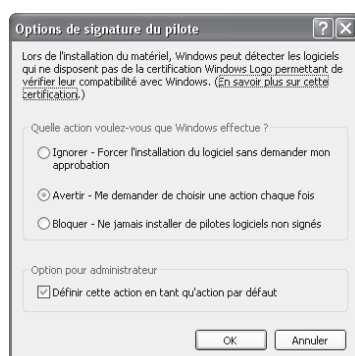 Options de signature du pilote
Lors de l'installation du matériel, Windows peut détecter les logiciels
qui ne disposent pas de la certification Windows Logo permettant de
vérifier leur compatibilité avec Windows. (En savoir plus sur cette
certification.)
Quelle action voulez-vous que Windows effectue ?
Ignorer - Forcer l'installation du logiciel sans demander mon
approbation
Avertir - Me demander de choisir une action chaque fois
Bloquer - Ne jamais installer de pilotes logiciels non signés
Option pour administrateur
Définir cette action en tant qu'action par défaut
OK Annuler